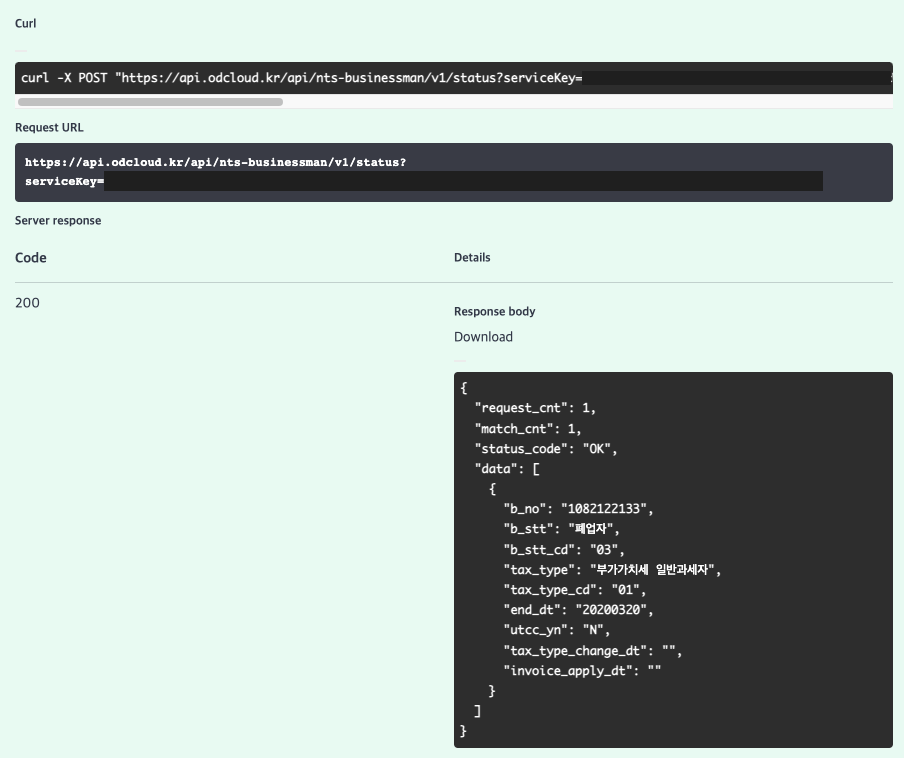 Curl
curl -X POST "https://api.odcloud.kr/api/nts-businessman/v1/status?serviceKey=
Request URL
https://api.odcloud.kr/api/nts-businessman/v1/status?
serviceKey=
Server response
Code
Details
200
Response body
Download
{
  "request_cnt": 1,
  "match_cnt": 1,
  "status_code": "OK",
  "data": [
    {
      "b_no": "1082122133",
      "b_stt": "폐업자",
      "b_stt_cd": "03",
      "tax_type": "부가가치세 일반과세자",
      "tax_type_cd": "01",
      "end_dt": "20200320",
      "utcc_yn": "N",
      "tax_type_change_dt": "",
      "invoice_apply_dt": ""
    }
  ]
}